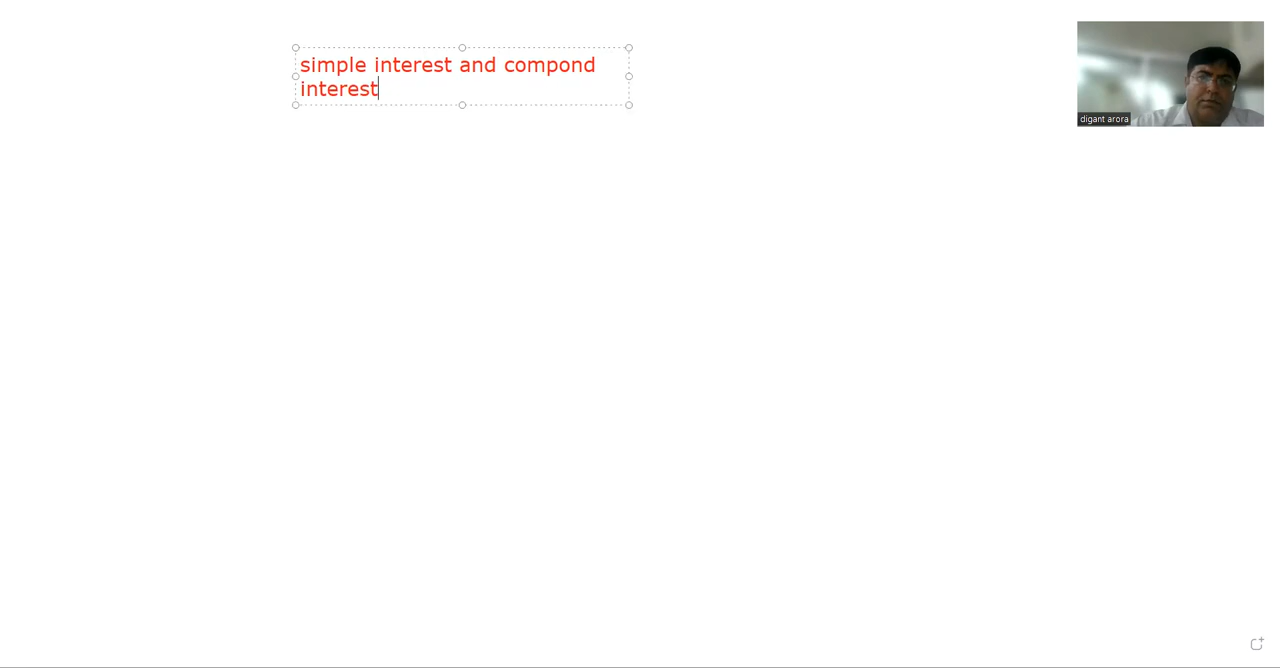 simple interest and compond
interest
digant arora